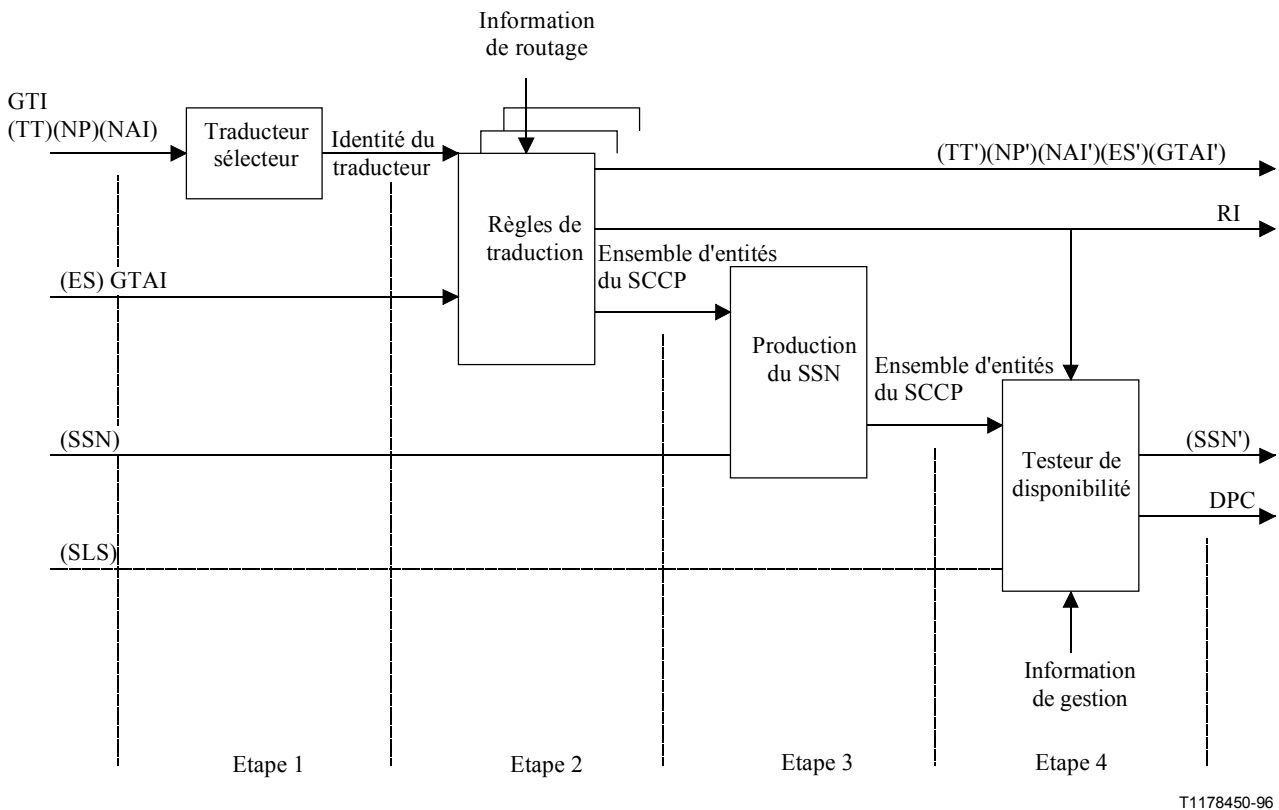 Information
de routage
GTI
(TT)(NP)(NAI)
Traducteur
sélecteur
Identité du
traducteur
(TT')(NP')(NAI')(ES')(GTAI')
RI
Règles de
traduction
Ensemble d'entités
du SCCP
(ES) GTAI
Production
du SSN
Ensemble d'entités
du SCCP
(SSN)
(SSN')
Testeur de
disponibilité
DPC
(SLS)
Information
de gestion
Etape 1
Etape 2
Etape 3
Etape 4
T1178450-96